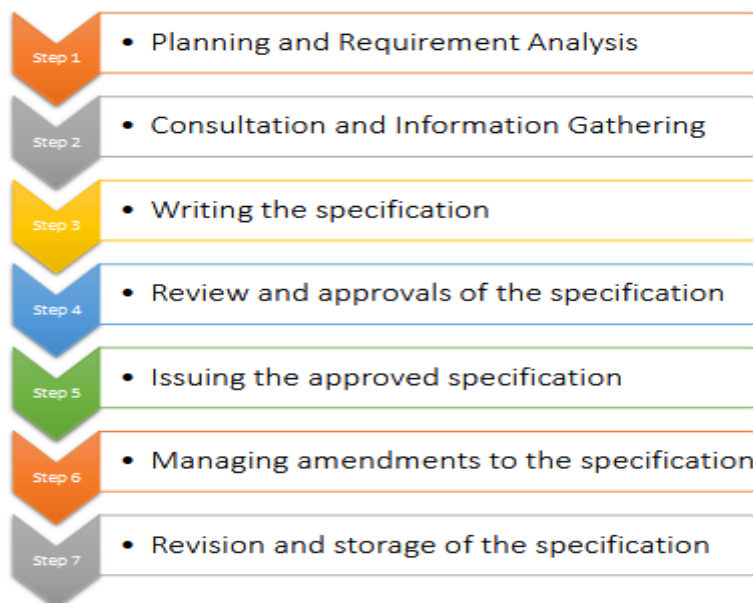 Step 1
• Planning and Requirement Analysis
Step 2
• Consultation and Information Gathering
Step 3
• Writing the specification
Step 4
• Review and approvals of the specification
Step 5
• Issuing the approved specification
Step 6
• Managing amendments to the specification
Step 7
• Revision and storage of the specification